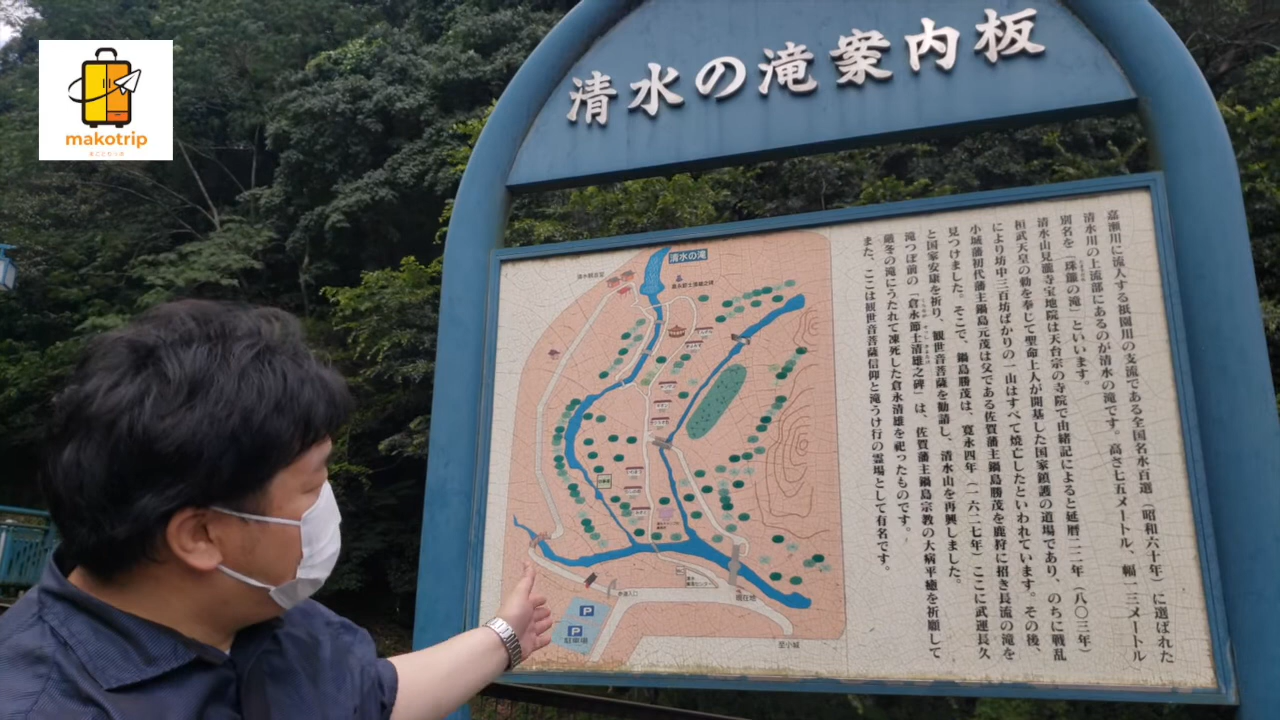 makotrip
清水の滝案内板
嘉瀬川に流入する祇園川の支流である全国名水百選（昭和六十年）に選ばれた
清水川の上流部にあるのが清水の滝です。高さ七五メートル、幅一三メートル
別名を「珠簾の滝」といいます。
清水山見瀧寺宝地院は天台宗の寺院で由緒記によると延暦二二年（八〇三年）
桓武天皇の勅を奉じて聖命上人が開基した国家鎮護の道場であり、のちに戦乱
により坊中三百坊ばかりの一山はすべて焼亡したといわれています。その後、
小城藩初代藩主鍋島元茂は父である佐賀藩主鍋島勝茂を鹿狩に招き長流の滝を
見つけました。そこで、鍋島勝茂は、寛永四年（一六二七年）ここに武運長久
と国家安康を祈り、観世音菩薩を勧請し、清水山を再興しました。
滝つぼ前の「倉永節士清雄之碑」は、佐賀藩主鍋島宗教の大病平癒を祈願して
厳冬の滝にうたれて凍死した倉永清雄を祀ったものです。
また、ここは観世音菩薩信仰と滝うけ行の霊場として有名です。
清水の滝
P
P
駐車場
現在地
至小城